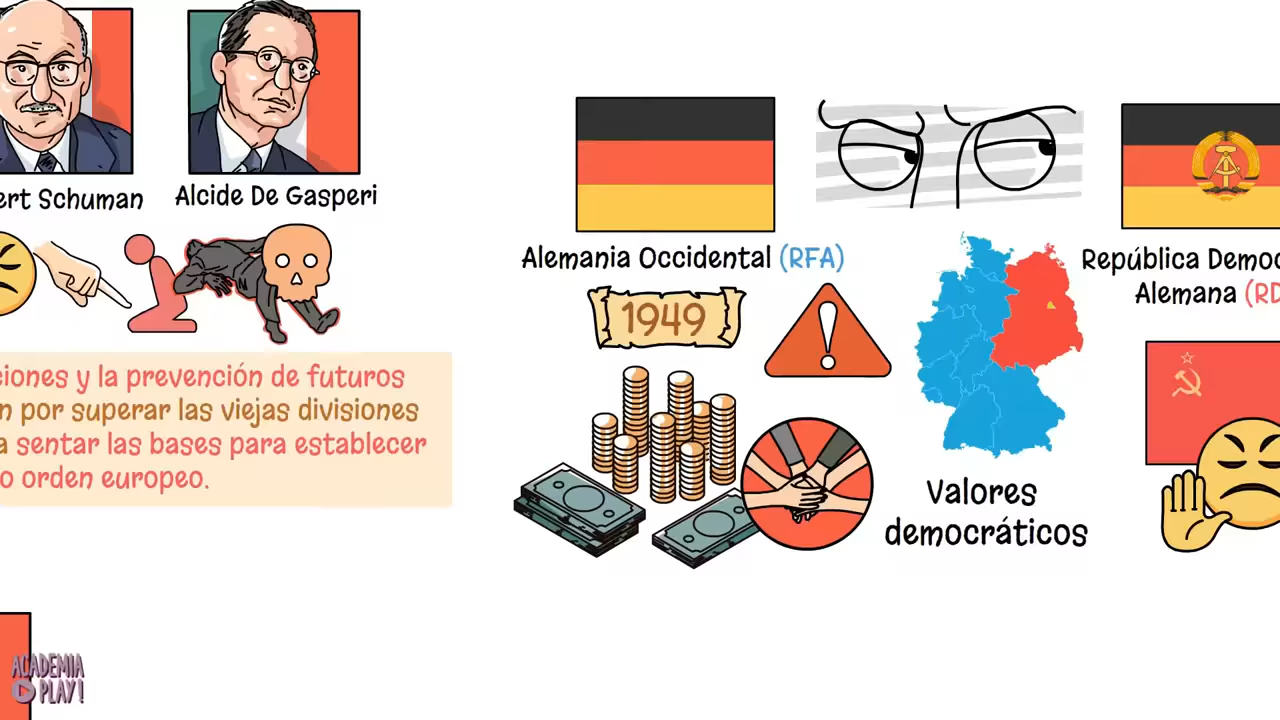 ert Schuman
Alcide De Gasperi
ciones y la prevención de futuros
n por superar las viejas divisiones
a sentar las bases para establecer
o orden europeo.
Alemania Occidental (RFA)
1949
Valores
democráticos
República Democ
Alemana (RD
ACADEMIA
PLAY!